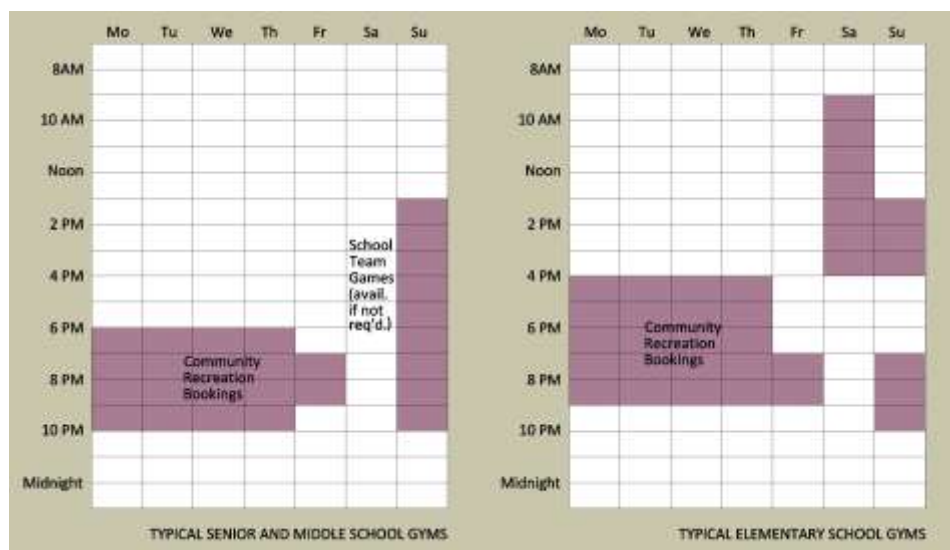 Mo Tu We Th Fr Sa Su
8AM
10 AM
Noon
2 PM
4 PM
6 PM
8 PM
10 PM
Midnight
School
Team
Games
(avail.
if not
req'd.)
Community
Recreation
Bookings
TYPICAL SENIOR AND MIDDLE SCHOOL GYMS
Mo Tu We Th Fr Sa Su
8AM
10 AM
Noon
2 PM
4 PM
6 PM
8 PM
10 PM
Midnight
Community
Recreation
Bookings
TYPICAL ELEMENTARY SCHOOL GYMS